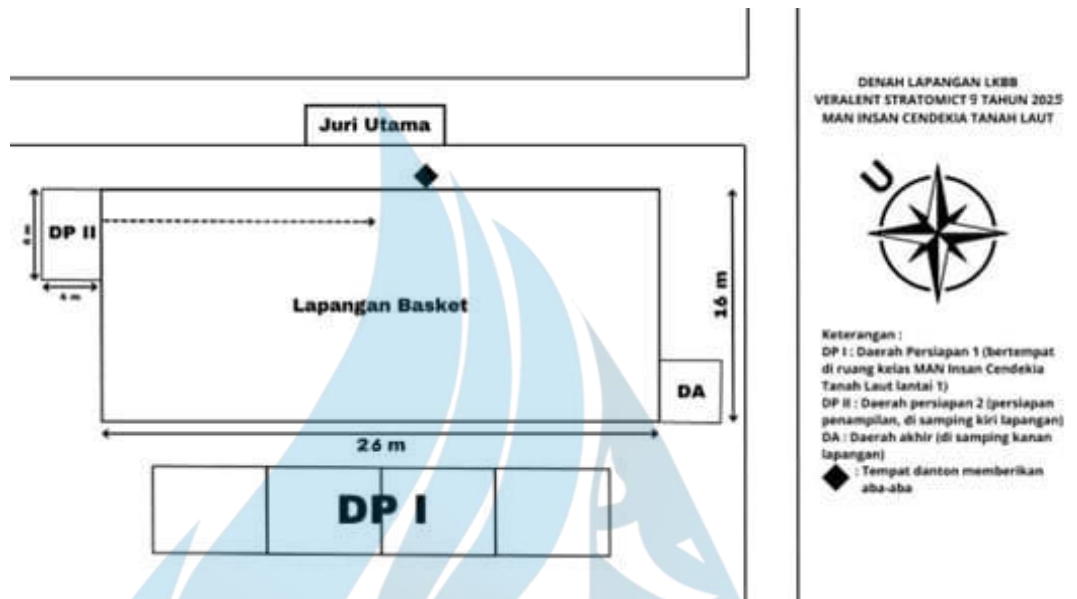 DENAH LAPANGAN LKBB
VERALENT STRATOMICT 9 TAHUN 2025
MAN INSAN CENDEKIA TANAH LAUT
Juri Utama
U
DP II
4 m
Lapangan Basket
16 m
DA
26 m
DP I
Keterangan :
DP I : Daerah Persiapan 1 (bertempat
di ruang kelas MAN Insan Cendekia
Tanah Laut lantai 1)
DP II : Daerah persiapan 2 (persiapan
penampilan, di samping kiri lapangan)
DA : Daerah akhir (di samping kanan
lapangan)
: Tempat danton memberikan
aba-aba